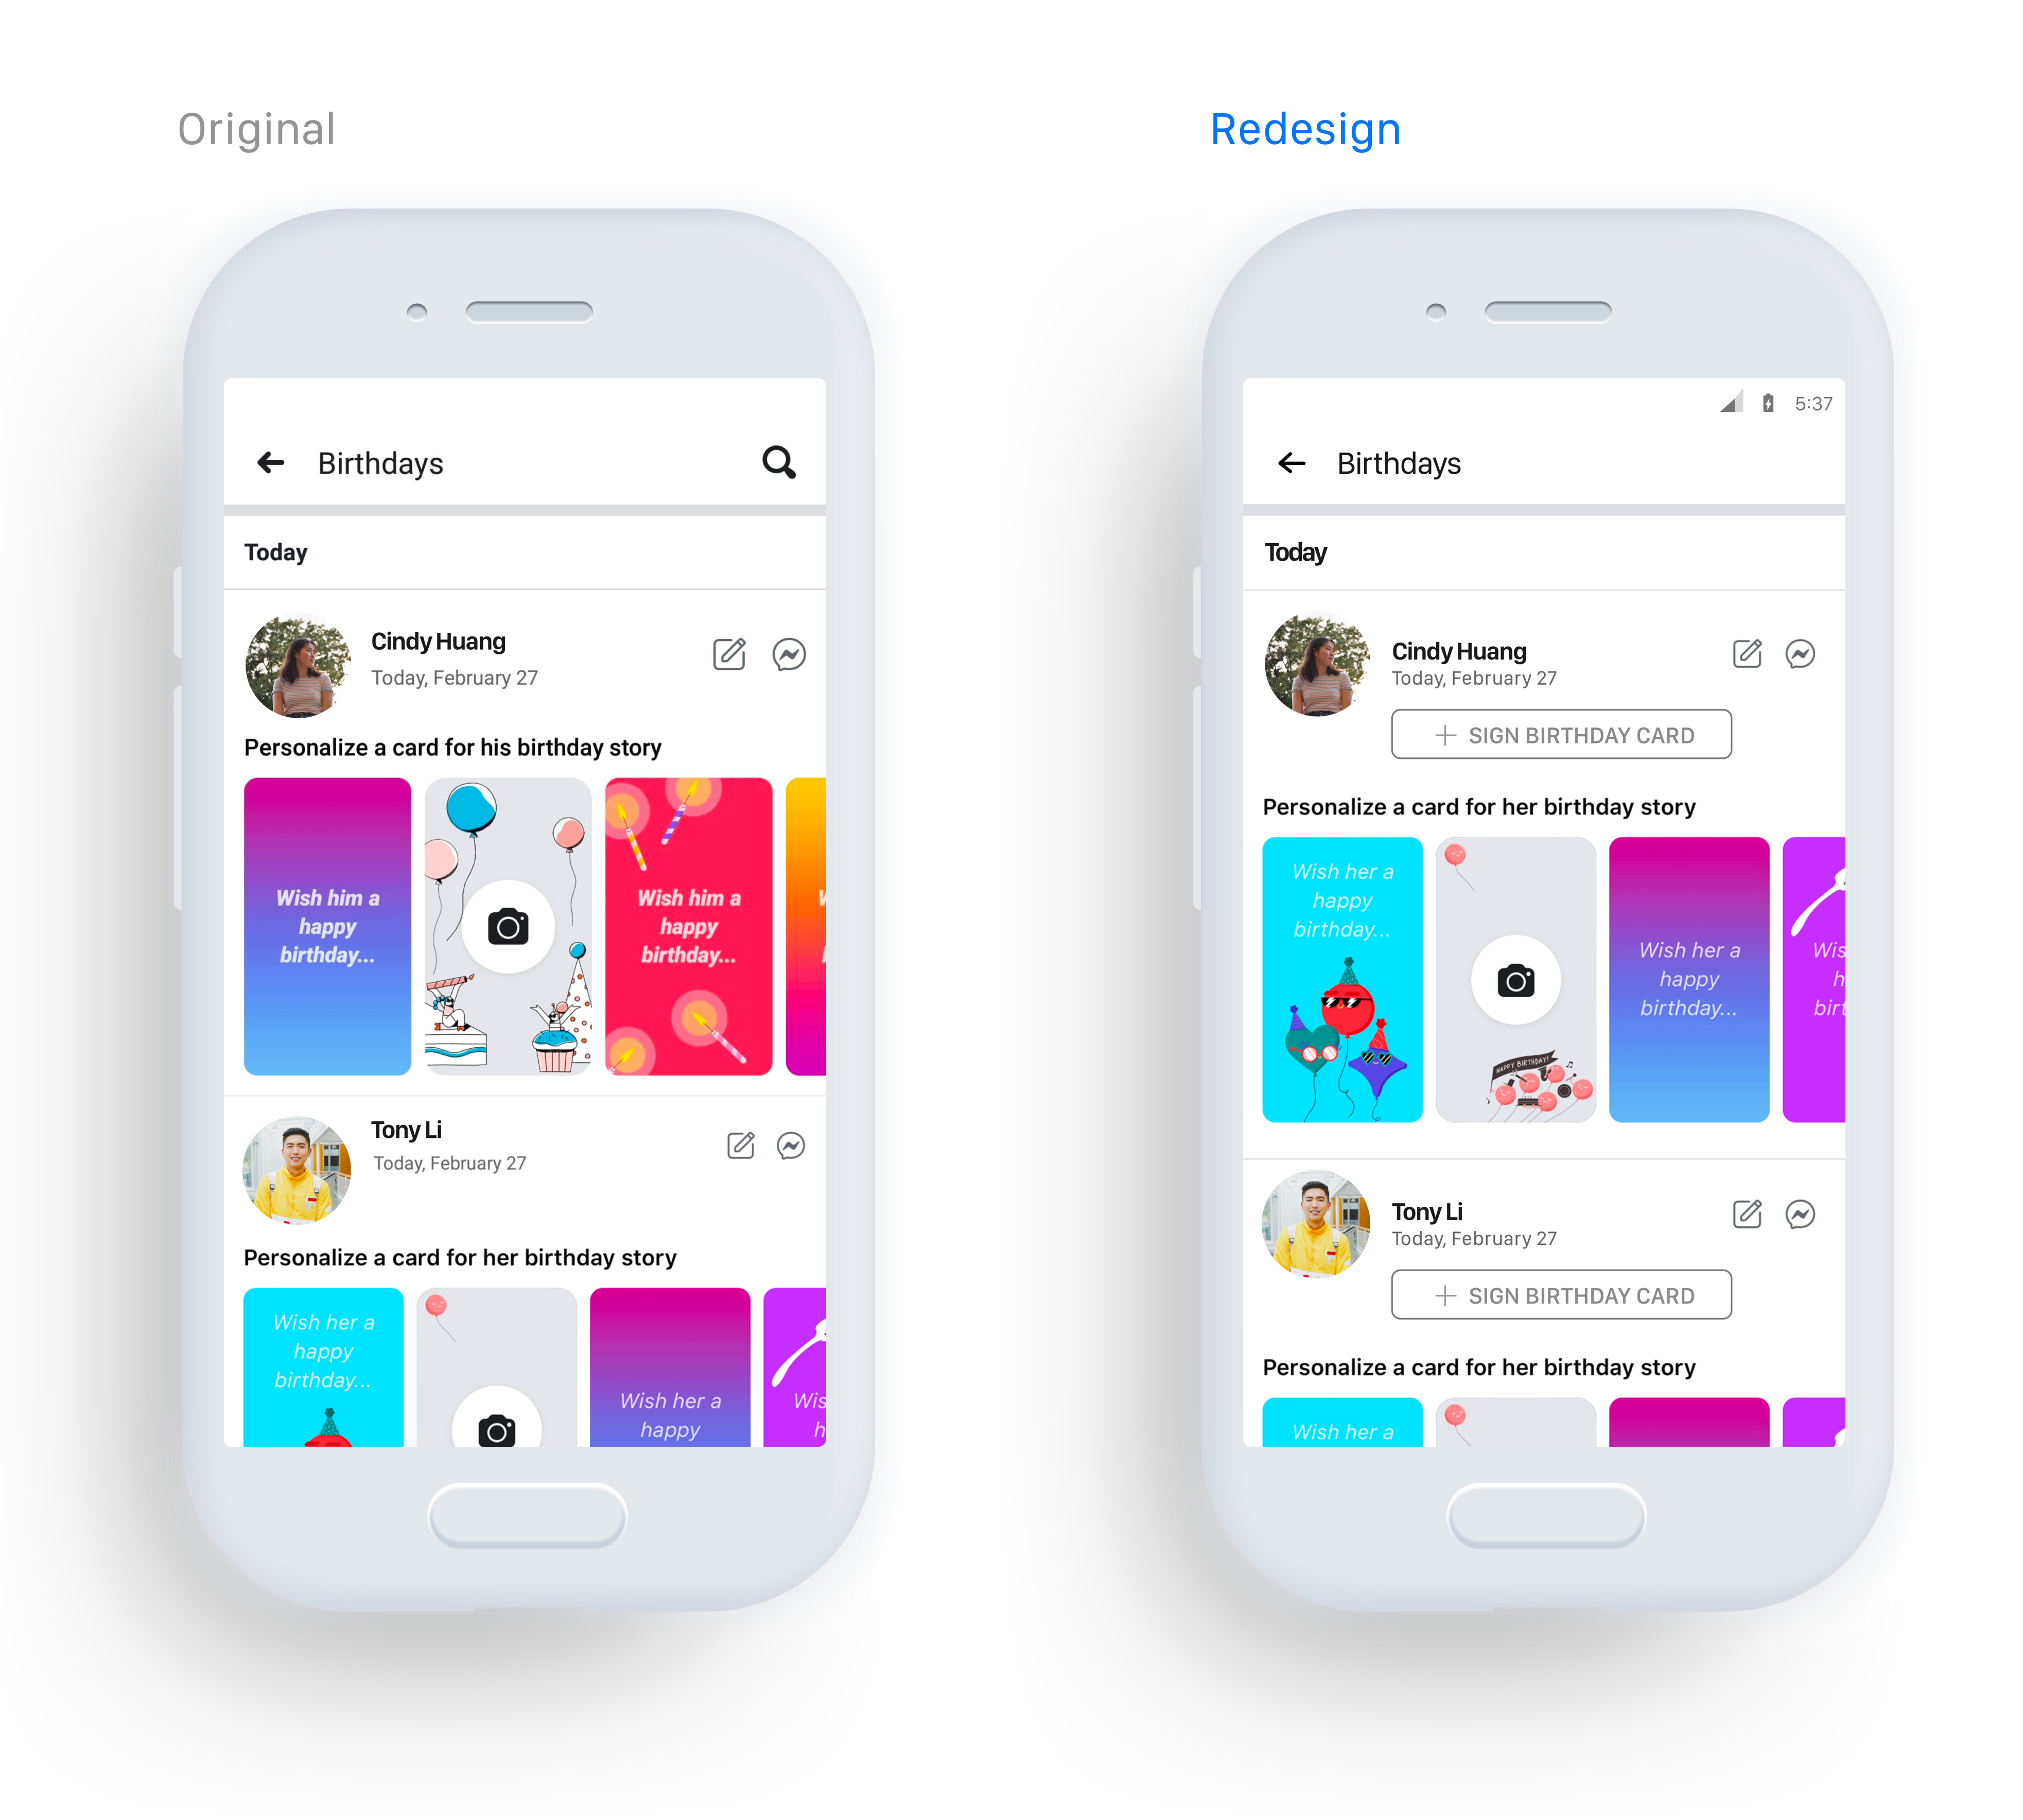 Original
Birthdays
Today
Cindy Huang
Today, February 27
Personalize a card for his birthday story
Wish him a
happy
birthday...
Wish him a
happy
birthday...
Tony Li
Today, February 27
Personalize a card for her birthday story
Wish her a
happy
birthday...
Wish her a
happy
Wis
h
Redesign
5:37
Birthdays
Today
Cindy Huang
Today, February 27
+ SIGN BIRTHDAY CARD
Personalize a card for her birthday story
Wish her a
happy
birthday...
HAPPY BIRTHDAY!
Wish her a
happy
birthday...
Wis
h
birt
Tony Li
Today, February 27
+ SIGN BIRTHDAY CARD
Personalize a card for her birthday story
Wish her a